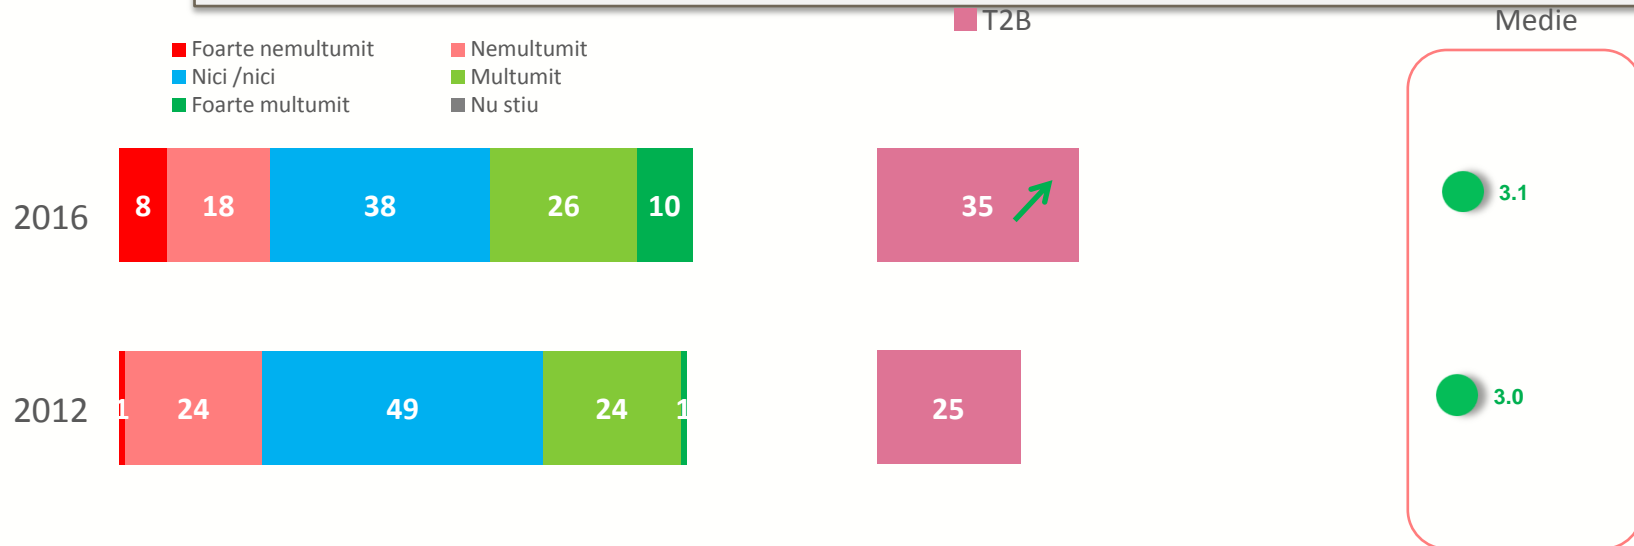 T2B
Medie
Foarte nemultumit
Nemultumit
Nici /nici
Multumit
Foarte multumit
Nu stiu
2016
8
18
38
26
10
35
3.1
2012
1
24
49
24
1
25
3.0